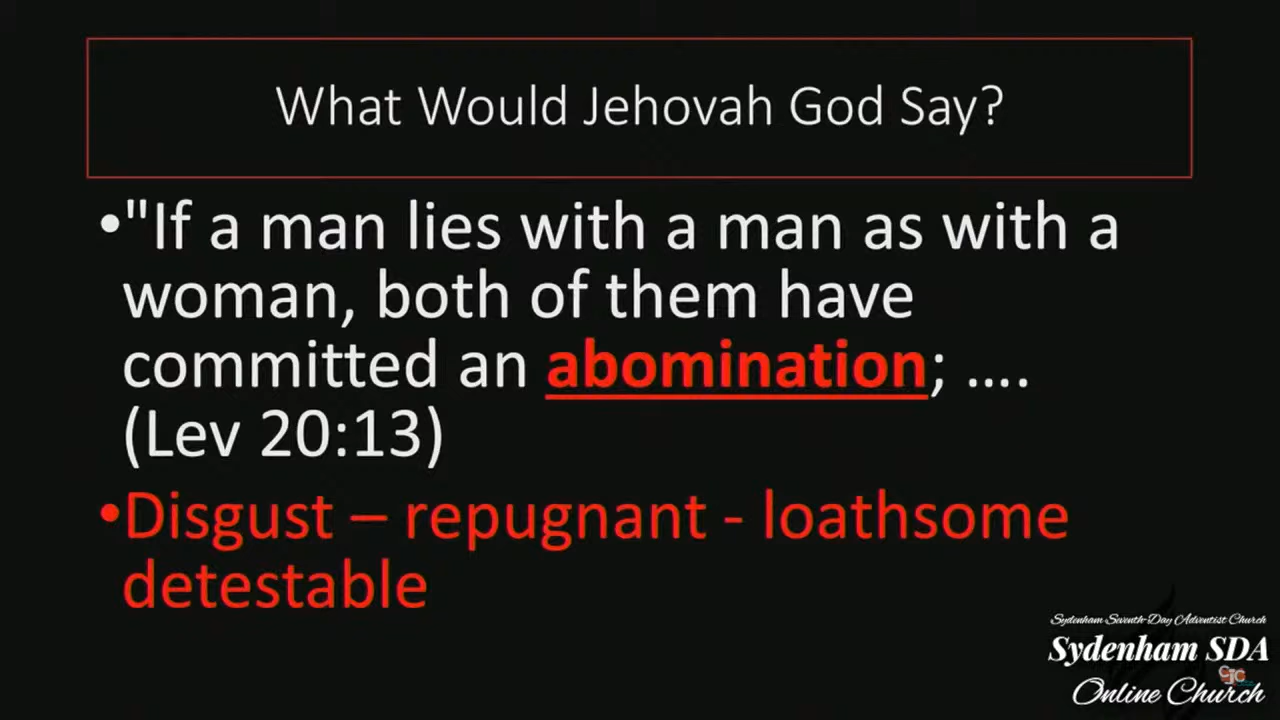 What Would Jehovah God Say?
•"If a man lies with a man as with a
woman, both of them have
committed an abomination; ....
(Lev 20:13)
•Disgust – repugnant - loathsome
detestable
Sydenham Seventh-Day Adventist Church
Sydenham SDA
CJC
Online Church